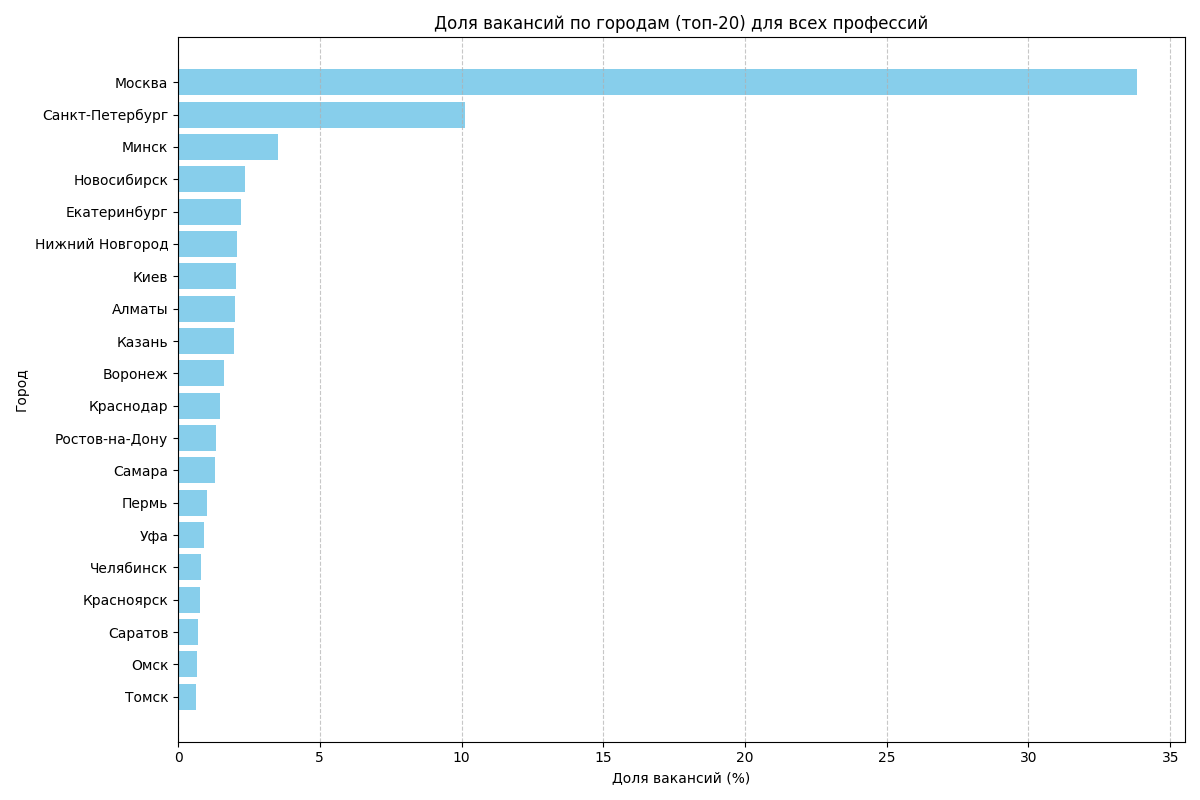 Доля вакансий по городам (топ-20) для всех профессий
Москва
Санкт-Петербург
Минск
Новосибирск
Екатеринбург
Нижний Новгород
Киев
Алматы
Казань
Воронеж
Краснодар
Ростов-на-Дону
Самара
Пермь
Уфа
Челябинск
Красноярск
Саратов
Омск
Томск
Город
0 5 10 15 20 25 30 35
Доля вакансий (%)